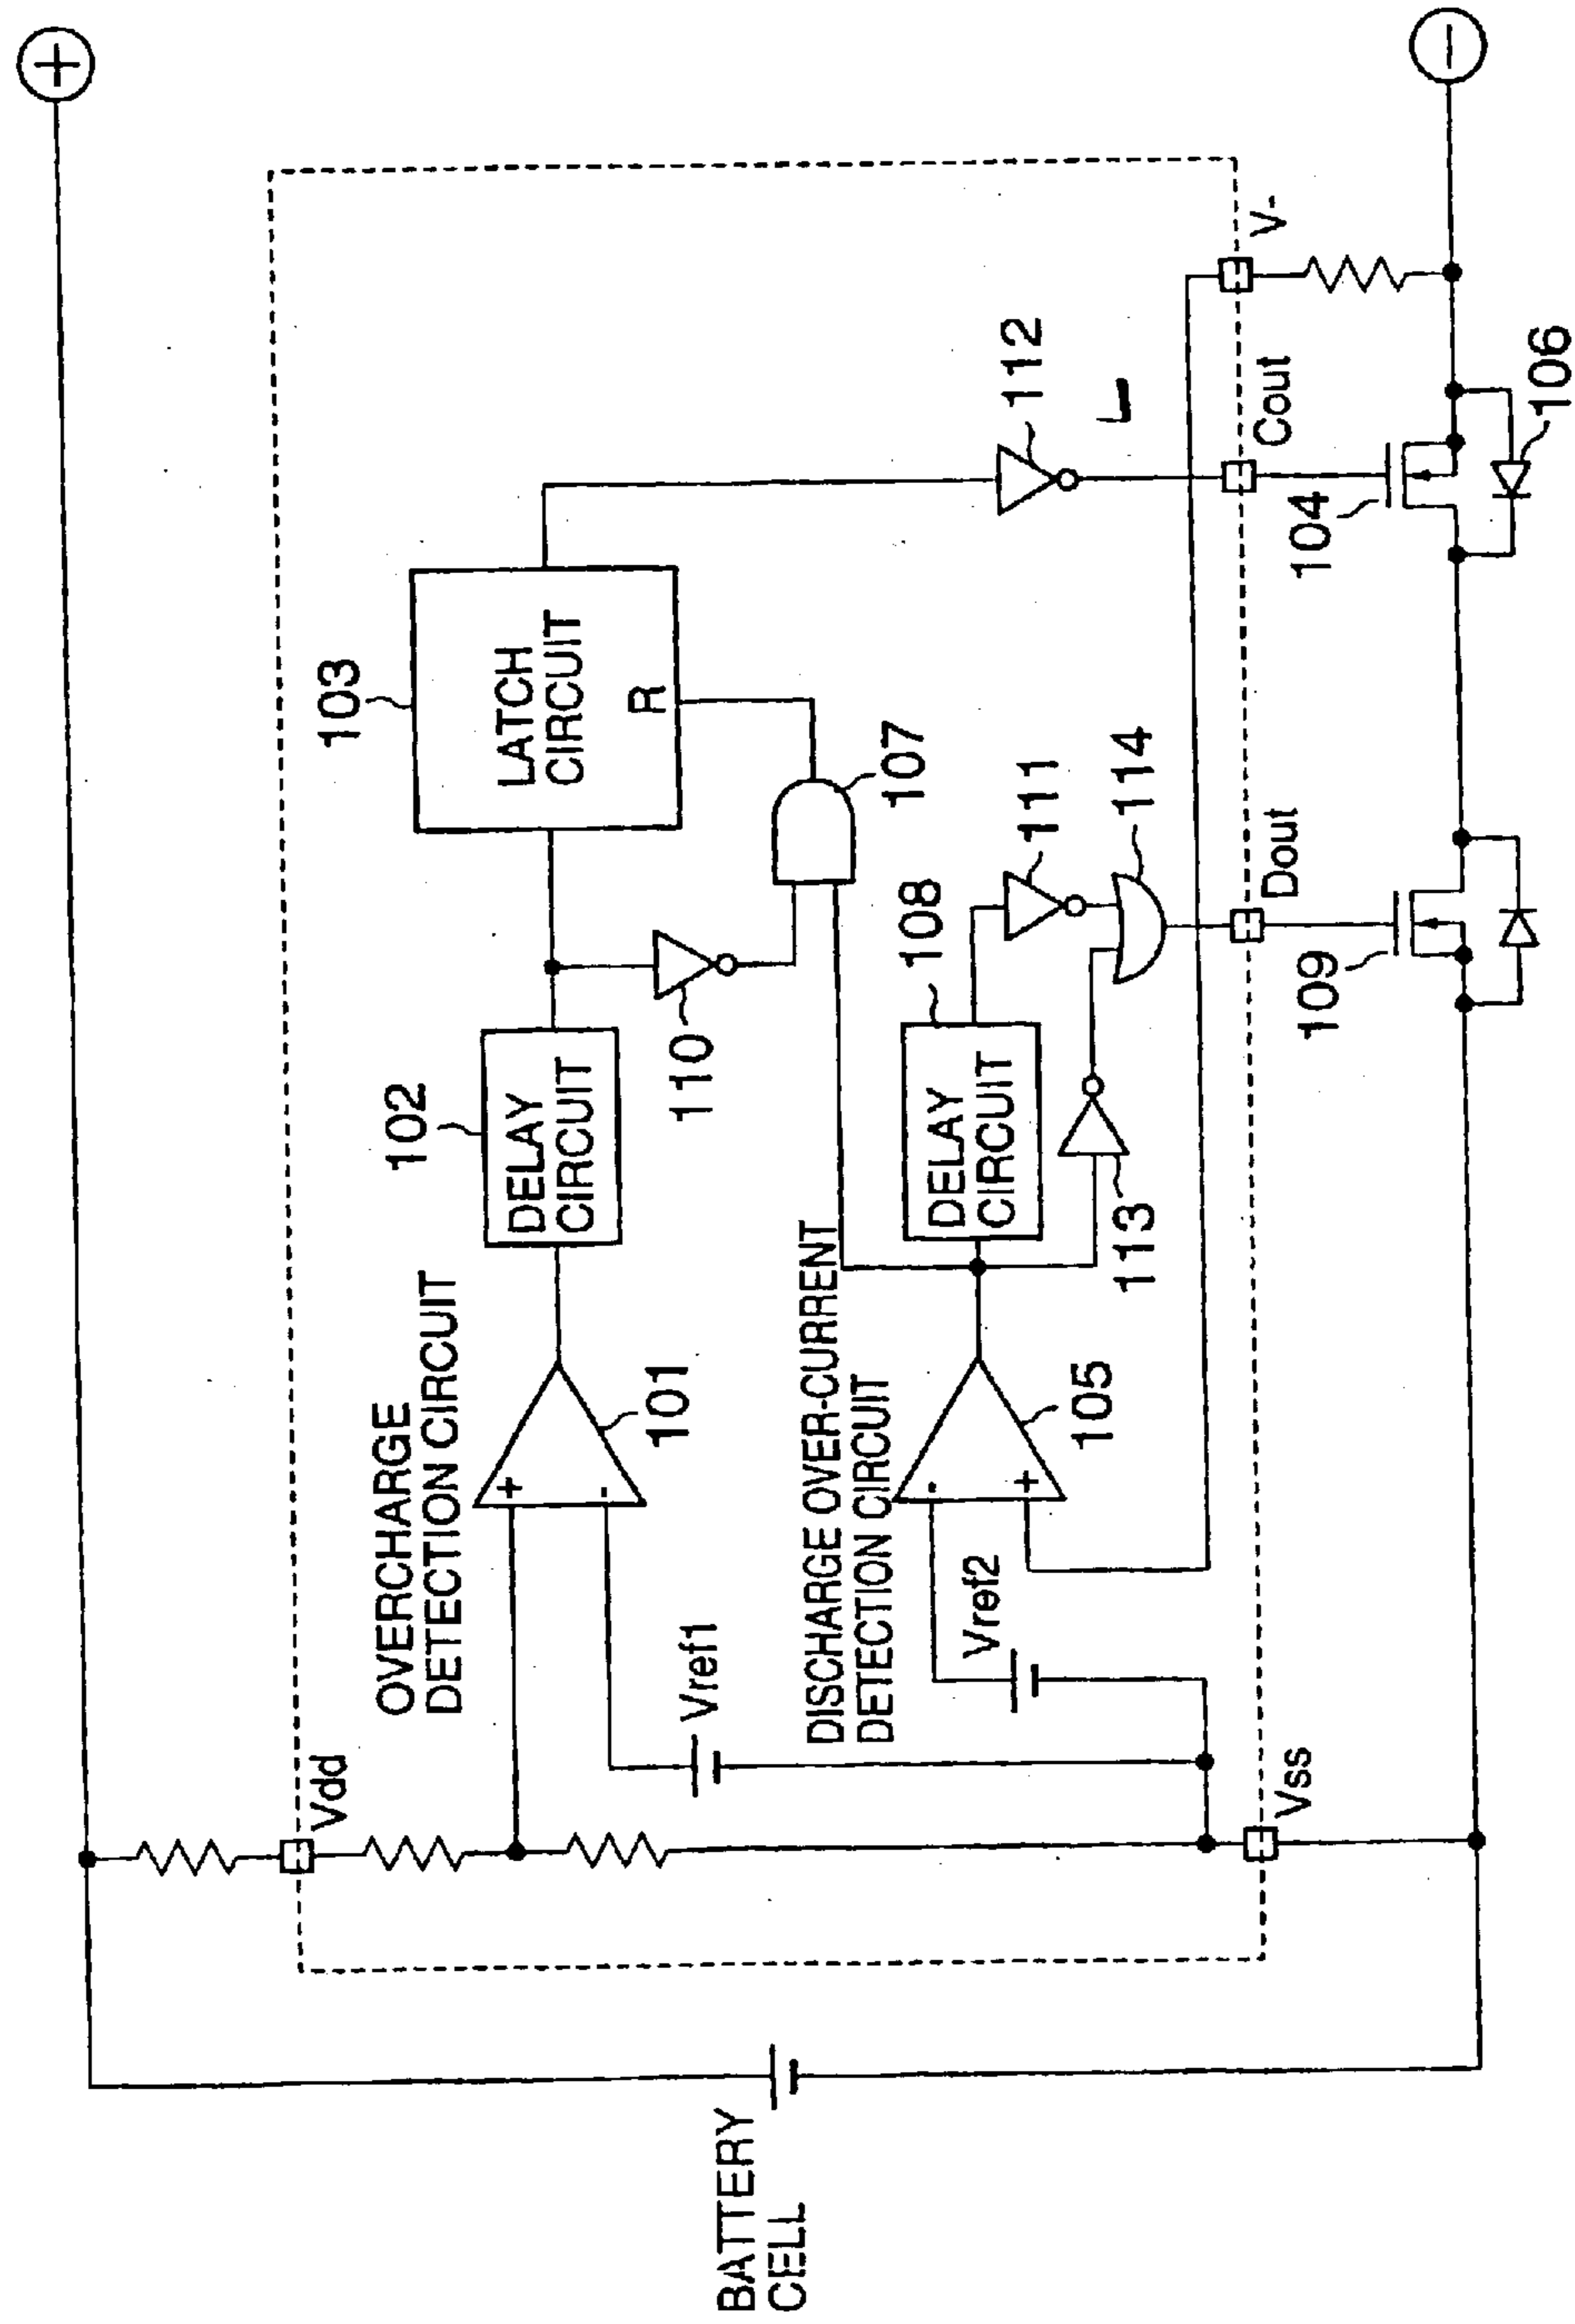 +
-
Vdd
OVERCHARGE
DETECTION CIRCUIT
+
-
101
Vref1
102
DELAY
CIRCUIT
110
103
LATCH
CIRCUIT
R
107
112
L
DISCHARGE OVER-CURRENT
DETECTION CIRCUIT
-
+
105
Vref2
108
DELAY
CIRCUIT
111
113
114
BATTERY
CELL
Vss
Dout
Cout
V-
109
104
106